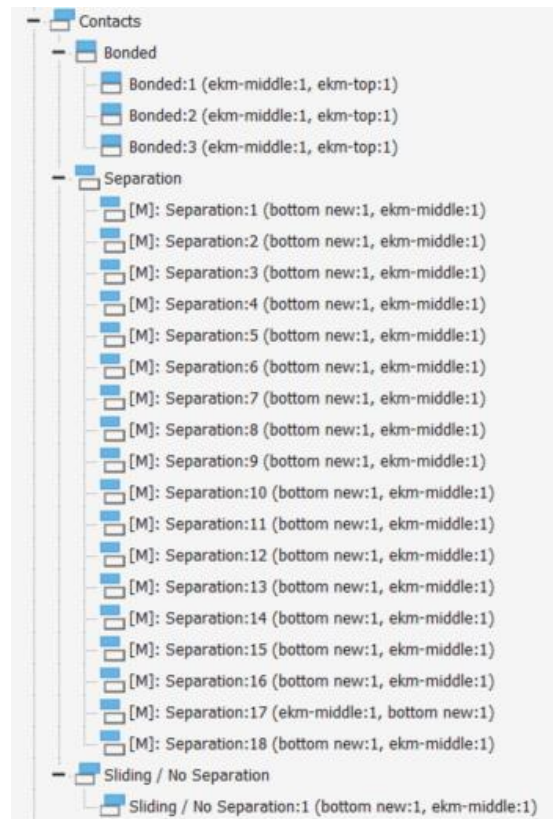 Contacts
Bonded
Bonded:1 (ekm-middle:1, ekm-top:1)
Bonded:2 (ekm-middle:1, ekm-top:1)
Bonded:3 (ekm-middle:1, ekm-top:1)
Separation
[M]: Separation:1 (bottom new:1, ekm-middle:1)
[M]: Separation:2 (bottom new:1, ekm-middle:1)
[M]: Separation:3 (bottom new:1, ekm-middle:1)
[M]: Separation:4 (bottom new:1, ekm-middle:1)
[M]: Separation:5 (bottom new:1, ekm-middle:1)
[M]: Separation:6 (bottom new:1, ekm-middle:1)
[M]: Separation:7 (bottom new:1, ekm-middle:1)
[M]: Separation:8 (bottom new:1, ekm-middle:1)
[M]: Separation:9 (bottom new:1, ekm-middle:1)
[M]: Separation:10 (bottom new:1, ekm-middle:1)
[M]: Separation:11 (bottom new:1, ekm-middle:1)
[M]: Separation:12 (bottom new:1, ekm-middle:1)
[M]: Separation:13 (bottom new:1, ekm-middle:1)
[M]: Separation:14 (bottom new:1, ekm-middle:1)
[M]: Separation:15 (bottom new:1, ekm-middle:1)
[M]: Separation:16 (bottom new:1, ekm-middle:1)
[M]: Separation:17 (ekm-middle:1, bottom new:1)
[M]: Separation:18 (bottom new:1, ekm-middle:1)
Sliding / No Separation
Sliding / No Separation:1 (bottom new:1, ekm-middle:1)